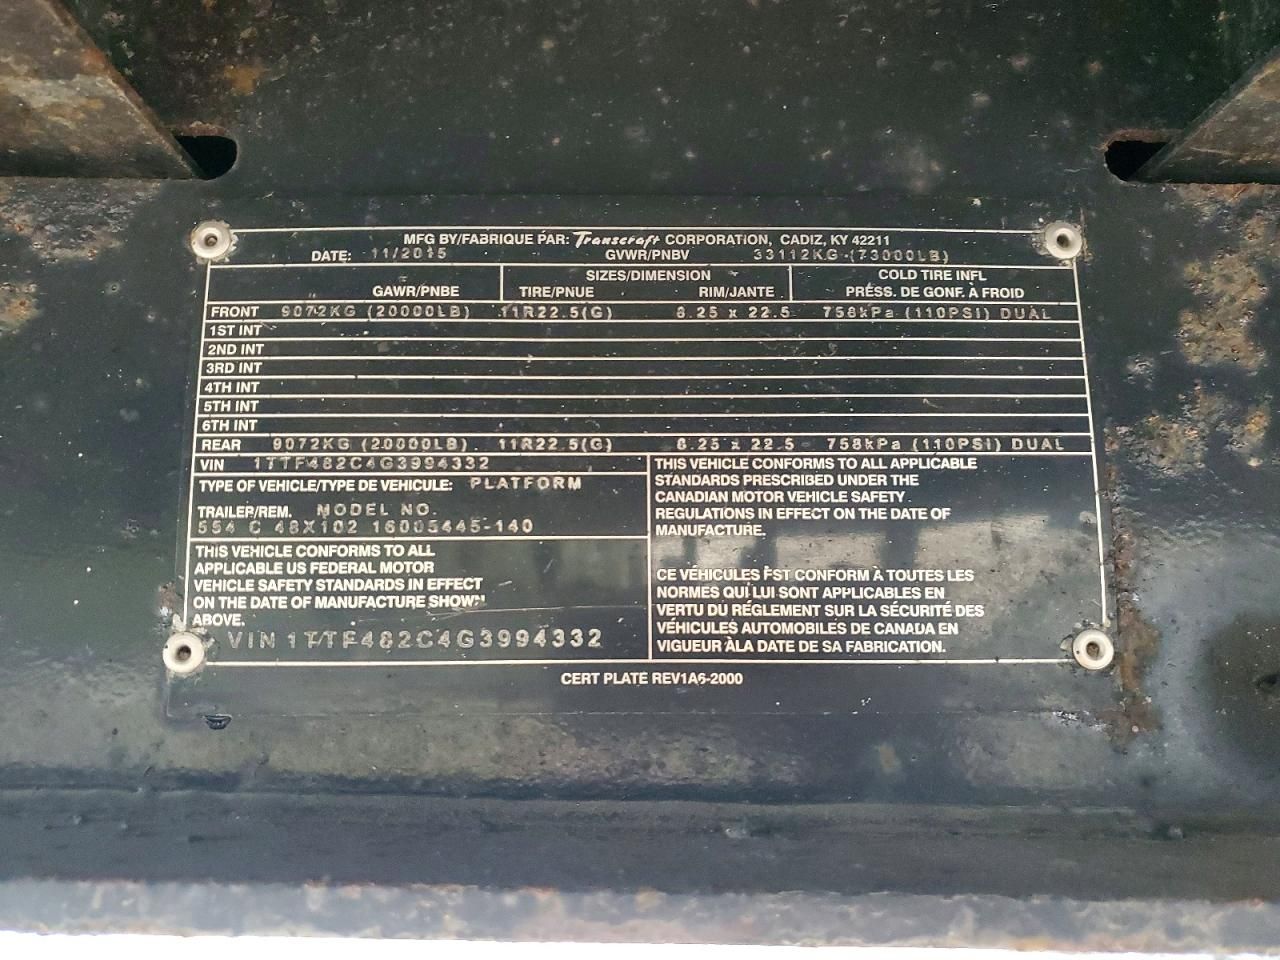 MFG BY/FABRIQUE PAR: Transcraft CORPORATION, CADIZ, KY 42211
DATE: 11/2015 GVWR/PNBV 33112KG (73000LB)
SIZES/DIMENSION COLD TIRE INFL
GAWR/PNBE TIRE/PNUE RIM/JANTE PRÉSS. DE GONF. À FROID
FRONT 9072KG (20000LB) 11R22.5(G) 8.25 x 22.5 758kPa (110PSI) DUAL
1ST INT
2ND INT
3RD INT
4TH INT
5TH INT
6TH INT
REAR 9072KG (20000LB) 11R22.5(G) 8.25 x 22.5 758kPa (110PSI) DUAL
VIN 1TTF482C4G3994332
TYPE OF VEHICLE/TYPE DE VEHICULE: PLATFORM
TRAILER/REM. MODEL NO.
554 C 48X102 16005445-140
THIS VEHICLE CONFORMS TO ALL
APPLICABLE US FEDERAL MOTOR
VEHICLE SAFETY STANDARDS IN EFFECT
ON THE DATE OF MANUFACTURE SHOWN
ABOVE.
VIN 1TTF482C4G3994332
THIS VEHICLE CONFORMS TO ALL APPLICABLE
STANDARDS PRESCRIBED UNDER THE
CANADIAN MOTOR VEHICLE SAFETY
REGULATIONS IN EFFECT ON THE DATE OF
MANUFACTURE.
CE VÉHICULES EST CONFORM À TOUTES LES
NORMES QUI LUI SONT APPLICABLES EN
VERTU DU RÉGLEMENT SUR LA SÉCURITÉ DES
VÉHICULES AUTOMOBILES DE CANADA EN
VIGUEUR ÀLA DATE DE SA FABRICATION.
CERT PLATE REV1A6-2000